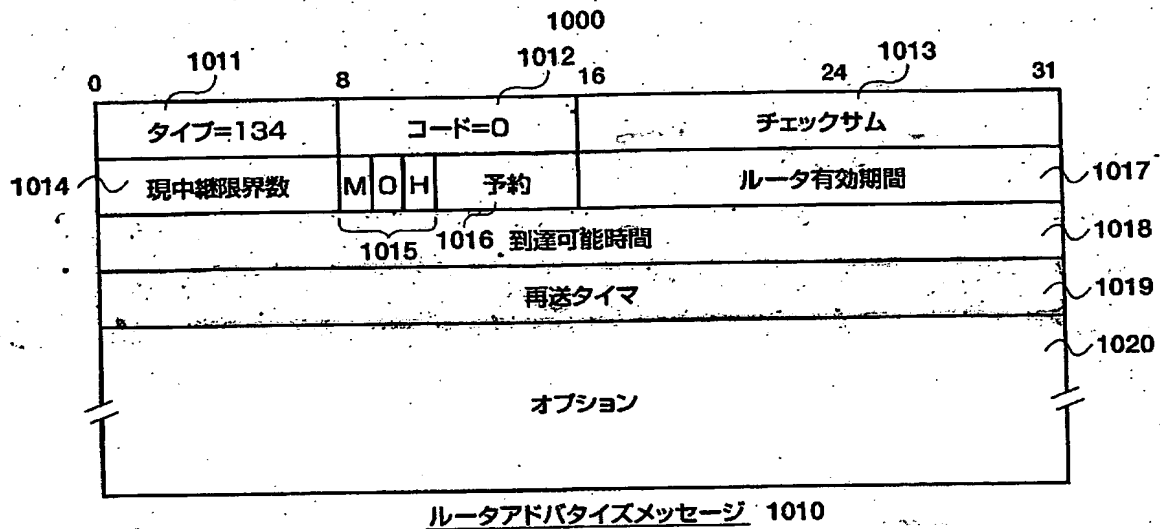 1000
1011 1012 1013
0 8 16 24 31
タイプ=134 コード=0 チェックサム
1014 現中継限界数 M O H 予約 ルータ有効期間 1017
1015 1016 到達可能時間 1018
再送タイマ 1019
1020
オプション
ルータアドバタイズメッセージ 1010